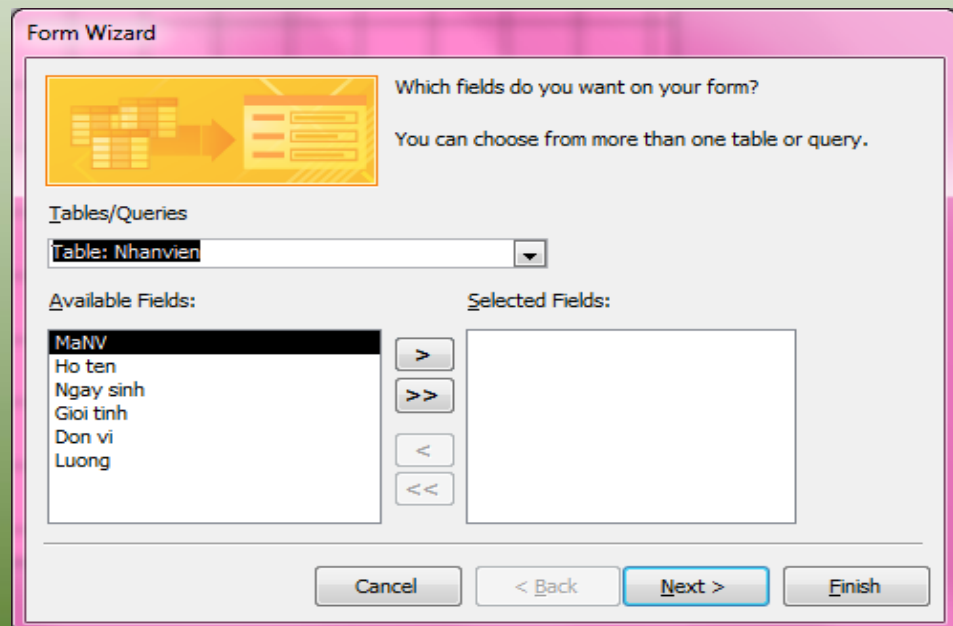 Form Wizard
Which fields do you want on your form?
You can choose from more than one table or query.
Tables/Queries
Table: Nhanvien
Available Fields:
Selected Fields:
MaNV
Ho ten
Ngay sinh
Gioi tinh
Don vi
Luong
>
>>
<
<<
Cancel
< Back
Next >
Finish